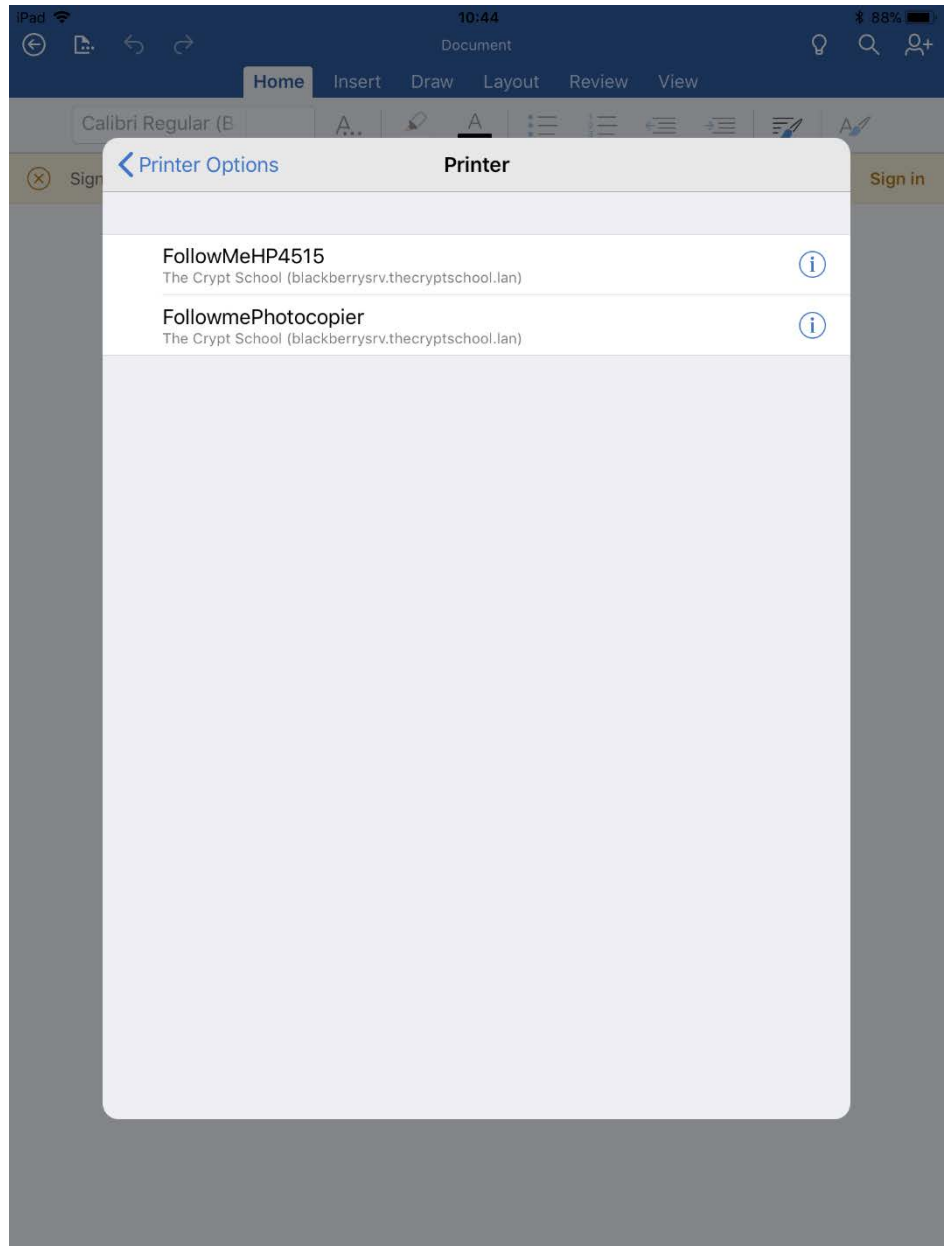 iPad 10:44 88%
Document
Home Insert Draw Layout Review View
Calibri Regular (B A... A
Sign Sign in
Printer Options Printer
FollowMeHP4515
The Crypt School (blackberrysrv.thecryptschool.lan)
FollowmePhotocopier
The Crypt School (blackberrysrv.thecryptschool.lan)